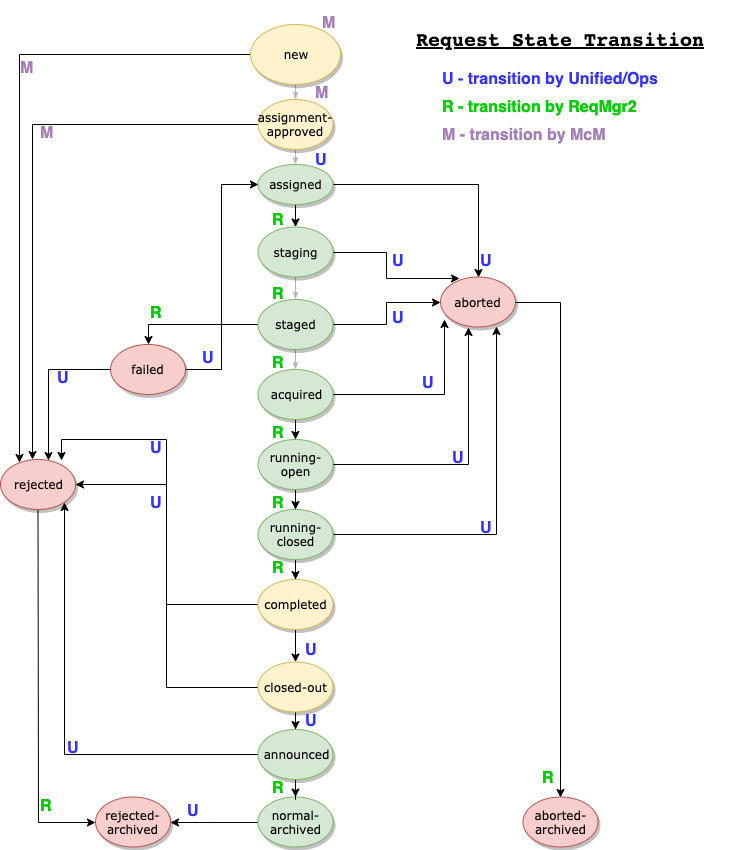 M
Request State Transition
new
M
U - transition by Unified/Ops
M
R - transition by ReqMgr2
assignment-
approved
M
M - transition by McM
U
assigned
R
staging
U
U
R
aborted
R
staged
U
U
failed
R
U
acquired
U
R
U
running-
open
U
rejected
U
R
running-
closed
U
R
completed
U
closed-out
U
U
announced
R
R
R
rejected-
archived
U
normal-
archived
aborted-
archived